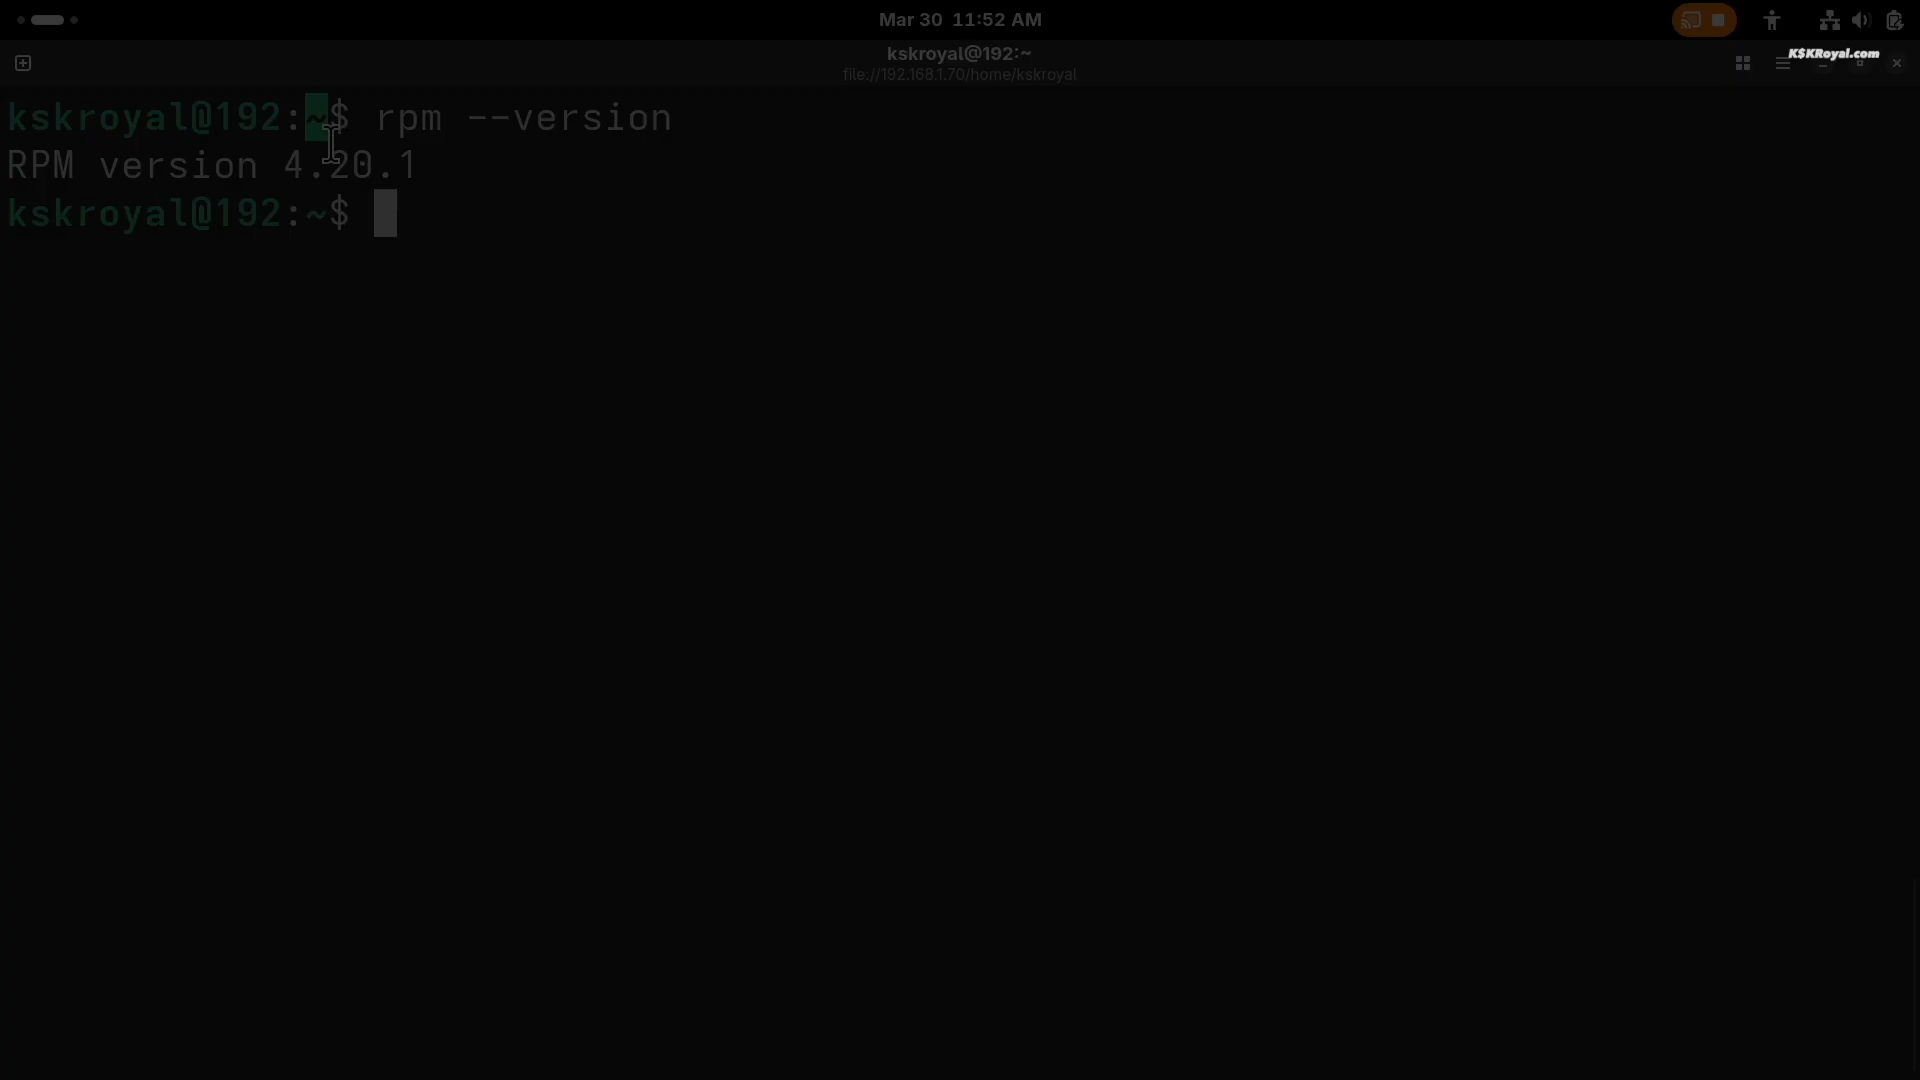 Mar 30 11:52 AM
kskroyal@192:~
file://192.168.1.70/home/kskroyal
K$KRoyal.com
kskroyal@192:~$ rpm --version
RPM version 4.20.1
kskroyal@192:~$